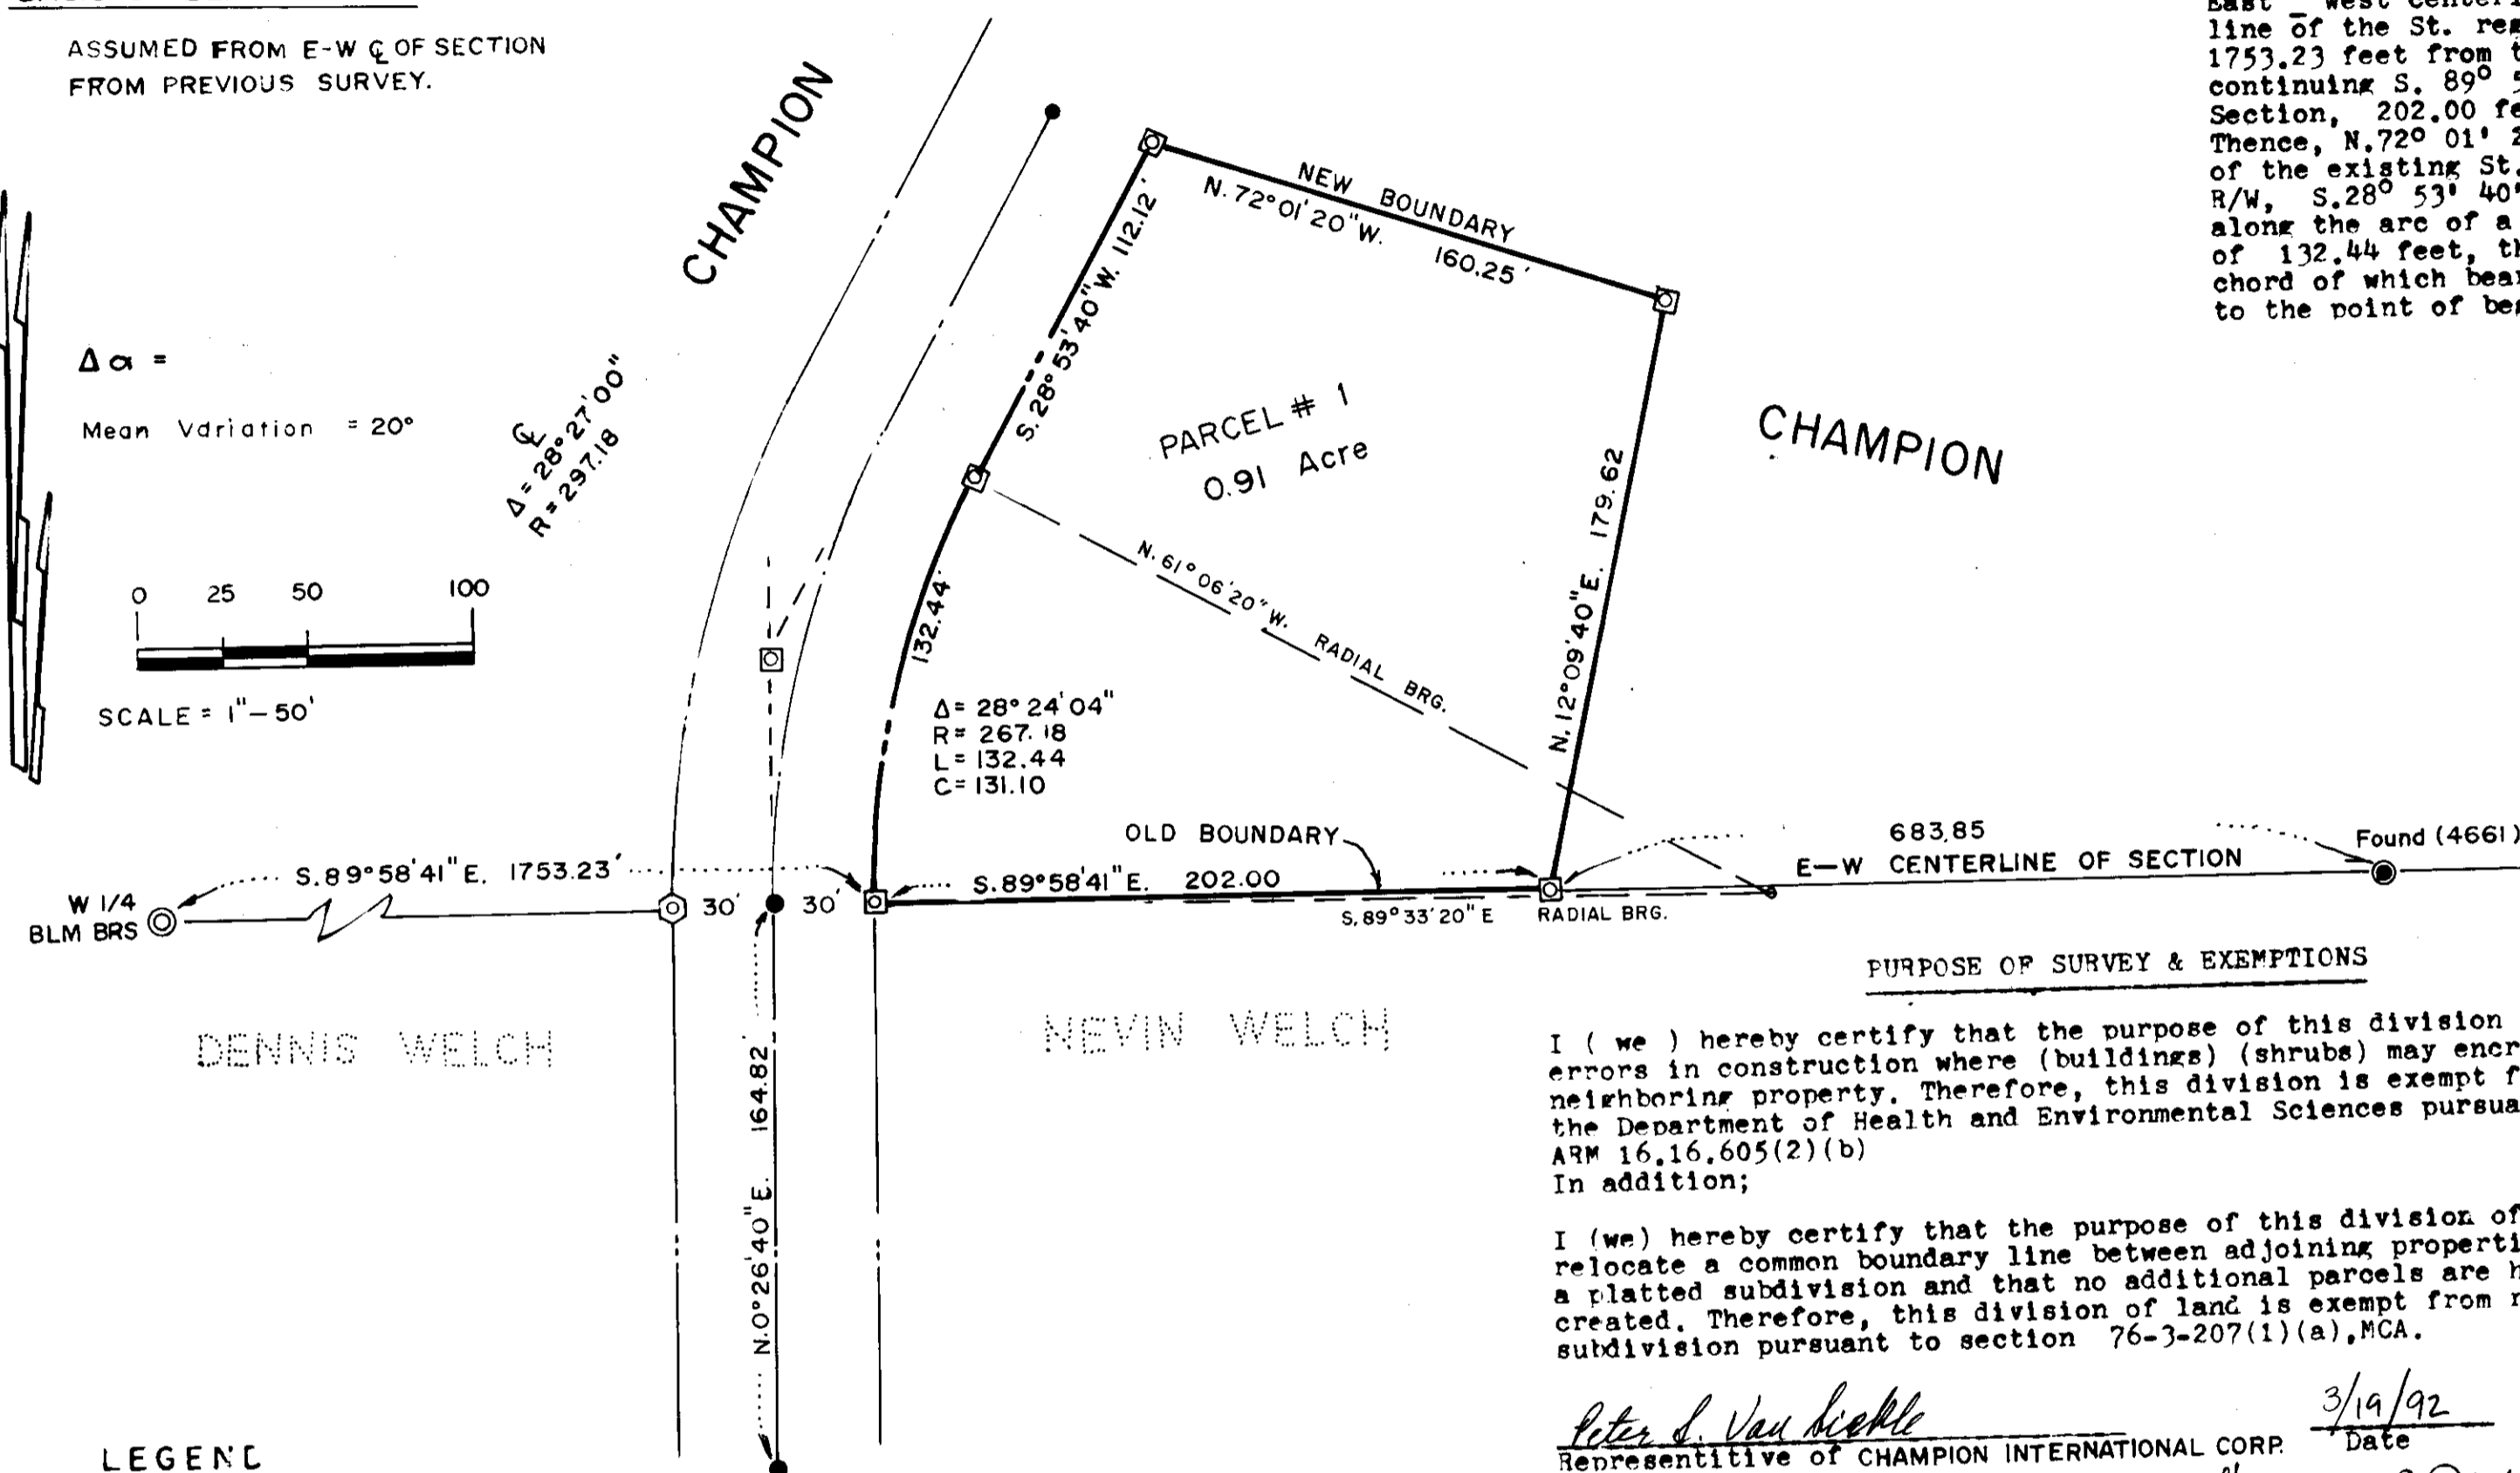 ASSUMED FROM E-W ℄ OF SECTION
FROM PREVIOUS SURVEY.
CHAMPION
Δα =
Mean Variation = 20°
℄
Δ = 28°27'00"
R = 297.18
0 25 50 100
SCALE = 1"– 50'
NEW BOUNDARY
N. 72°01'20"W. 160.25'
S. 28°53'40"W. 112.12'
PARCEL # 1
0.91 Acre
CHAMPION
N. 61°06'20"W. RADIAL BRG.
N. 12°09'40"E. 179.62
132.44'
Δ= 28°24'04"
R= 267.18
L= 132.44
C= 131.10
OLD BOUNDARY
683.85
Found (4661)
S. 89°58'41"E. 1753.23'
S. 89°58'41"E. 202.00
E–W CENTERLINE OF SECTION
W 1/4
BLM BRS
30' 30'
S. 89°33'20"E RADIAL BRG.
DENNIS WELCH
NEVIN WELCH
N. 0°26'40"E. 164.82'
LEGEND
East – West
line of the St.
1753.23 feet from
continuing S. 89°
Section, 202.00
Thence, N.72° 01'
of the existing St.
R/W, S.28° 53' 40"
along the arc of a
of 132.44 feet,
chord of which
to the point of
PURPOSE OF SURVEY & EXEMPTIONS
I ( we ) hereby certify that the purpose of this division
errors in construction where (buildings) (shrubs) may
neighboring property. Therefore, this division is exempt
the Department of Health and Environmental Sciences
ARM 16.16.605(2)(b)
In addition;
I (we) hereby certify that the purpose of this division of
relocate a common boundary line between adjoining
a platted subdivision and that no additional parcels are
created. Therefore, this division of land is exempt from
subdivision pursuant to section 76-3-207(1)(a),MCA.
Peter S. Van Sickle
3/19/92
Representitive of CHAMPION INTERNATIONAL CORP. Date